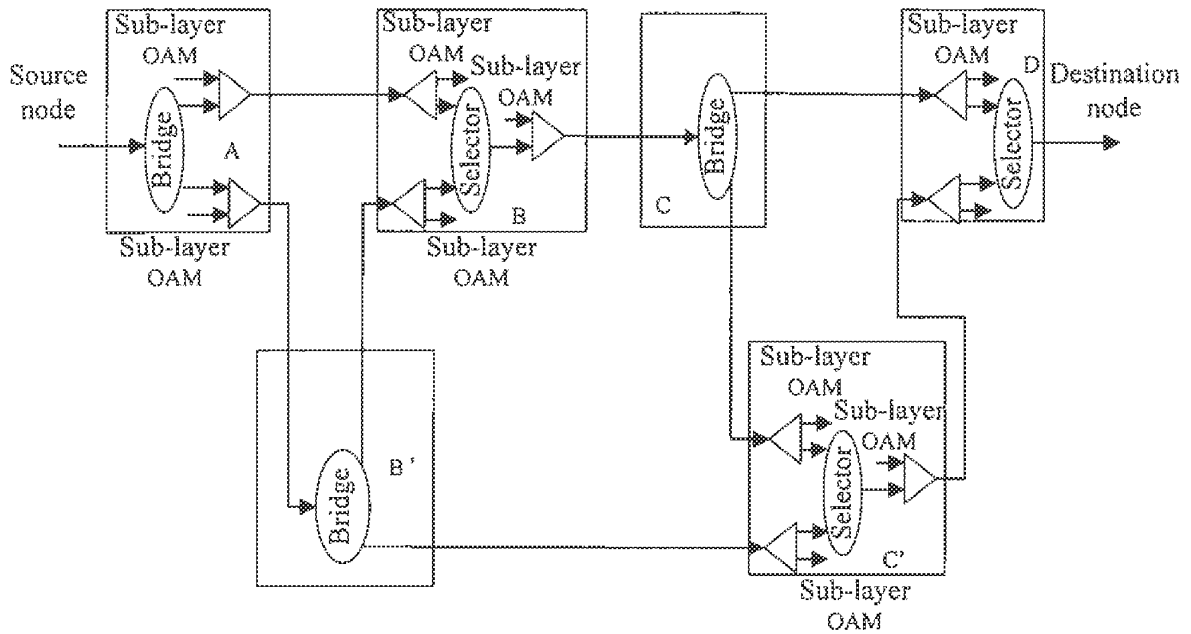 Source
node
Sub-layer
OAM
Bridge
A
Sub-layer
OAM
Sub-layer
OAM
Sub-layer
OAM
Selector
B
Sub-layer
OAM
Bridge
C
Sub-layer
OAM
D
Selector
Destination
node
Bridge
B'
Sub-layer
OAM
Sub-layer
OAM
Selector
C'
Sub-layer
OAM